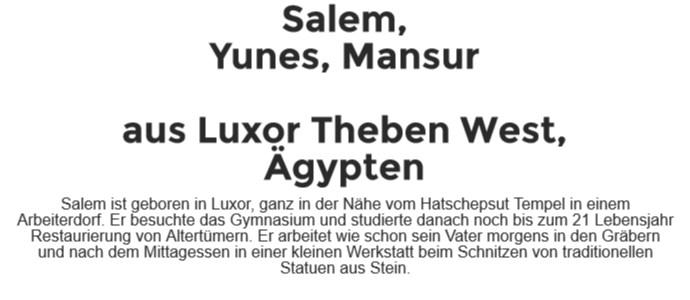 Salem,
Yunes, Mansur
aus Luxor Theben West,
Ägypten
Salem ist geboren in Luxor, ganz in der Nähe vom Hatschepsut Tempel in einem
Arbeiterdorf. Er besuchte das Gymnasium und studierte danach noch bis zum 21 Lebensjahr
Restaurierung von Altertümern. Er arbeitet wie schon sein Vater morgens in den Gräbern
und nach dem Mittagessen in einer kleinen Werkstatt beim Schnitzen von traditionellen
Statuen aus Stein.